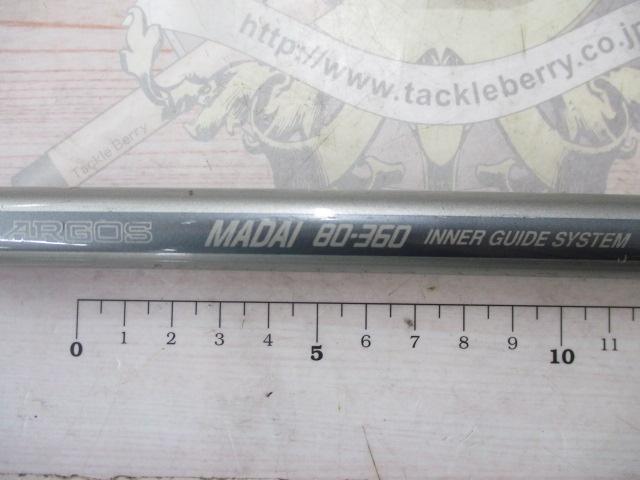 http://www.tackleberry.co.jp
Tackle Berry
ARGOS MADAI 80-360 INNER GUIDE SYSTEM
0 1 2 3 4 5 6 7 8 9 10 11